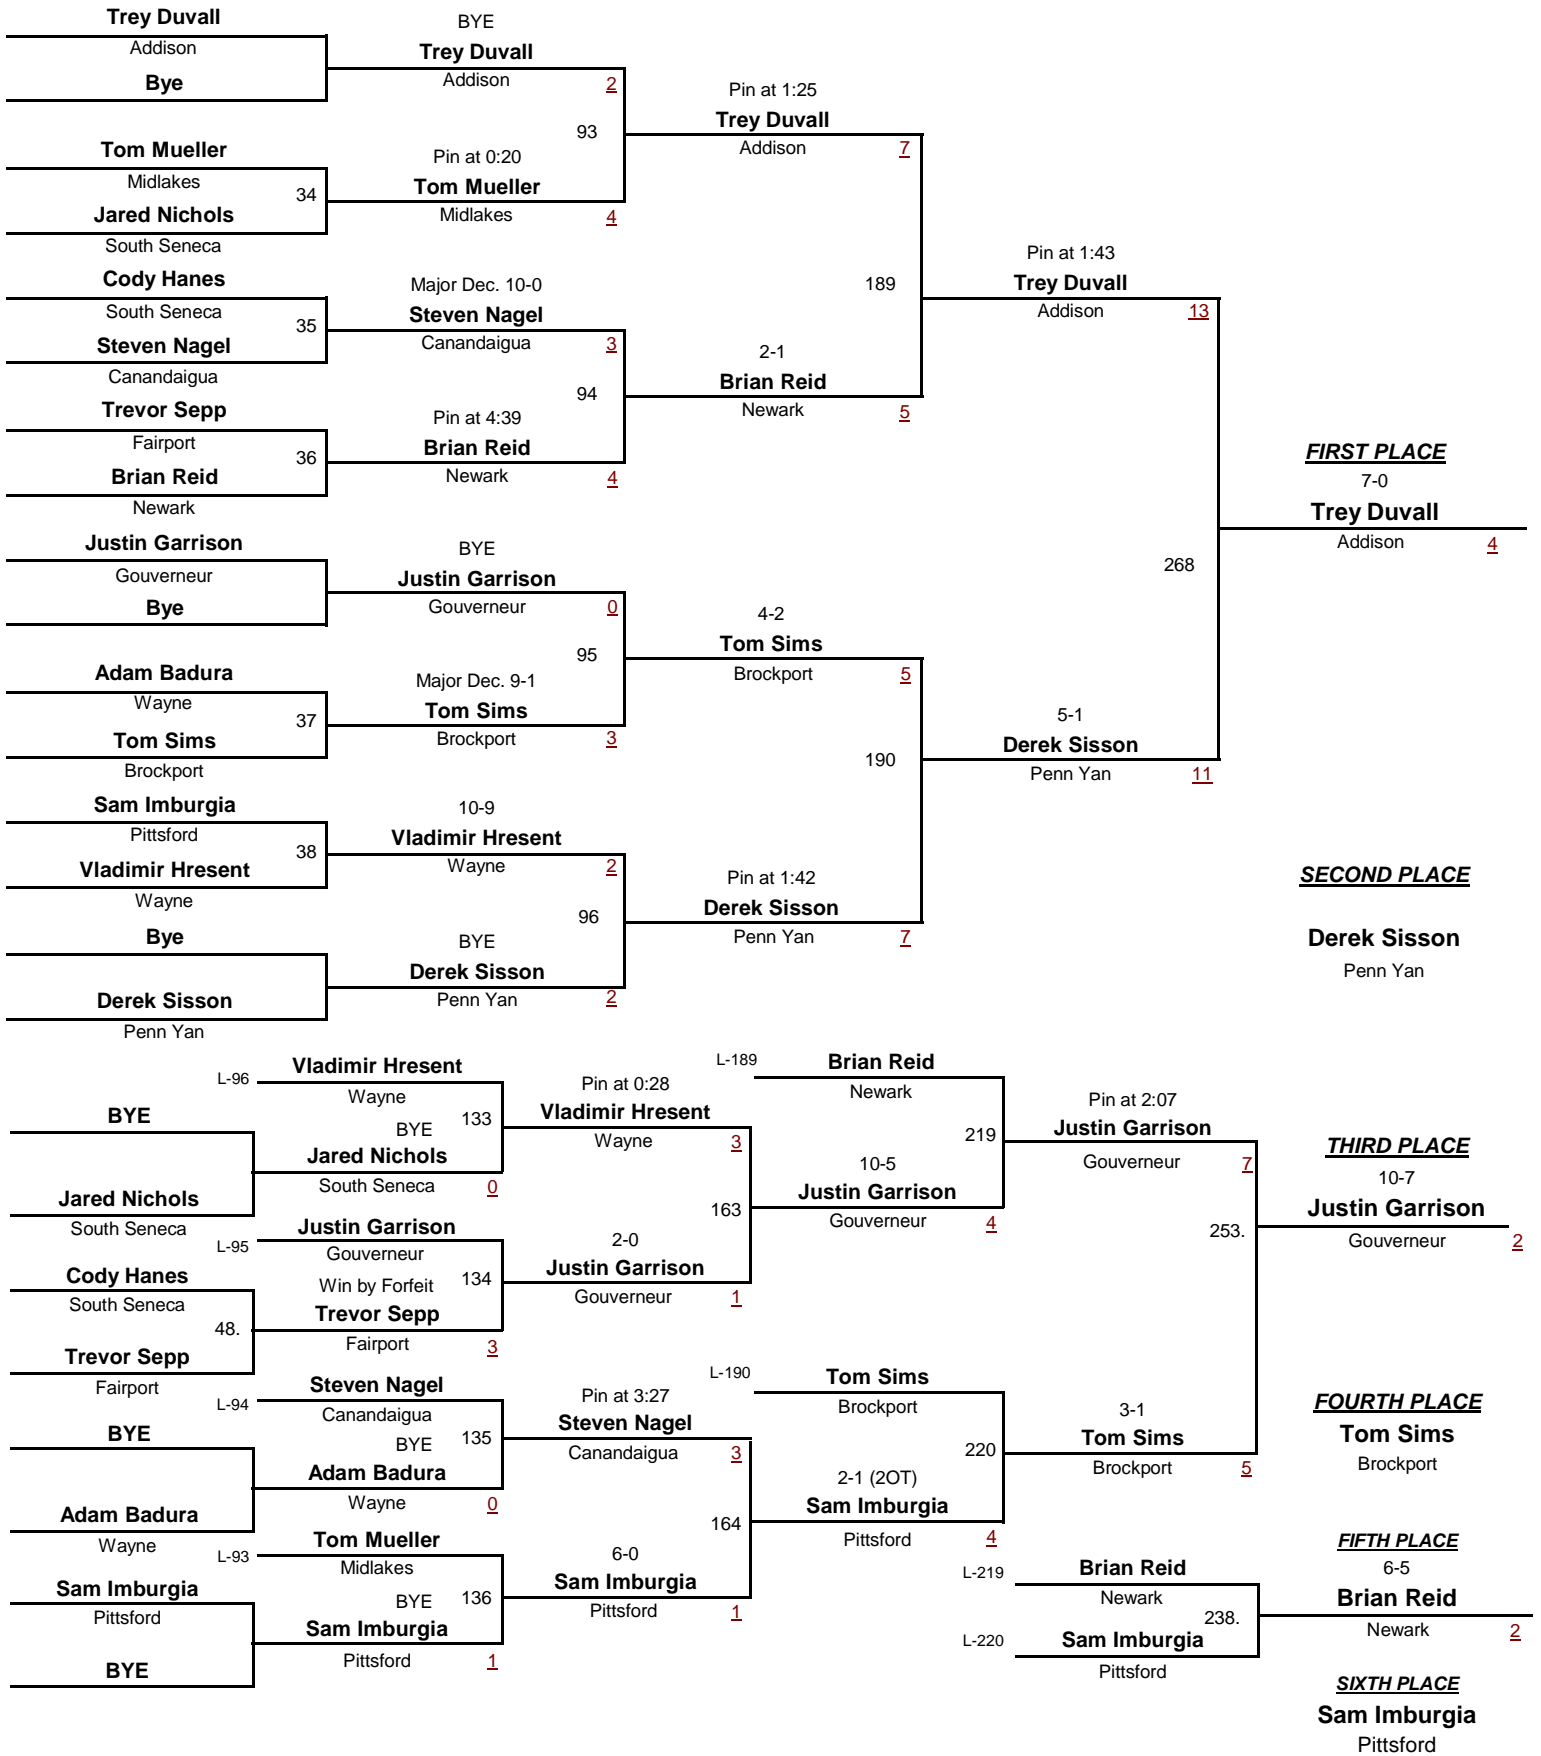 Trey Duvall
Addison
Bye
Tom Mueller
Midlakes
34
Jared Nichols
South Seneca
Cody Hanes
South Seneca
35
Steven Nagel
Canandaigua
Trevor Sepp
Fairport
36
Brian Reid
Newark
Justin Garrison
Gouverneur
Bye
Adam Badura
Wayne
37
Tom Sims
Brockport
Sam Imburgia
Pittsford
38
Vladimir Hresent
Wayne
Bye
Derek Sisson
Penn Yan
BYE
Trey Duvall
Addison
2
93
Pin at 0:20
Tom Mueller
Midlakes
4
Major Dec. 10-0
Steven Nagel
Canandaigua
3
94
Pin at 4:39
Brian Reid
Newark
4
BYE
Justin Garrison
Gouverneur
0
95
Major Dec. 9-1
Tom Sims
Brockport
3
10-9
Vladimir Hresent
Wayne
2
96
BYE
Derek Sisson
Penn Yan
2
Pin at 1:25
Trey Duvall
Addison
7
189
2-1
Brian Reid
Newark
5
4-2
Tom Sims
Brockport
5
190
Pin at 1:42
Derek Sisson
Penn Yan
7
Pin at 1:43
Trey Duvall
Addison
13
268
5-1
Derek Sisson
Penn Yan
11
FIRST PLACE
7-0
Trey Duvall
Addison
4
SECOND PLACE
Derek Sisson
Penn Yan
BYE
Jared Nichols
South Seneca
Cody Hanes
South Seneca
48.
Trevor Sepp
Fairport
BYE
Adam Badura
Wayne
Sam Imburgia
Pittsford
BYE
L-96
Vladimir Hresent
Wayne
133
BYE
Jared Nichols
South Seneca
0
L-95
Justin Garrison
Gouverneur
134
Win by Forfeit
Trevor Sepp
Fairport
3
L-94
Steven Nagel
Canandaigua
135
BYE
Adam Badura
Wayne
0
L-93
Tom Mueller
Midlakes
136
BYE
Sam Imburgia
Pittsford
1
Pin at 0:28
Vladimir Hresent
Wayne
3
163
2-0
Justin Garrison
Gouverneur
1
Pin at 3:27
Steven Nagel
Canandaigua
3
164
6-0
Sam Imburgia
Pittsford
1
L-189
Brian Reid
Newark
219
10-5
Justin Garrison
Gouverneur
4
L-190
Tom Sims
Brockport
220
2-1 (2OT)
Sam Imburgia
Pittsford
4
Pin at 2:07
Justin Garrison
Gouverneur
7
253.
3-1
Tom Sims
Brockport
5
L-219
Brian Reid
Newark
238.
L-220
Sam Imburgia
Pittsford
THIRD PLACE
10-7
Justin Garrison
Gouverneur
2
FOURTH PLACE
Tom Sims
Brockport
FIFTH PLACE
6-5
Brian Reid
Newark
2
SIXTH PLACE
Sam Imburgia
Pittsford